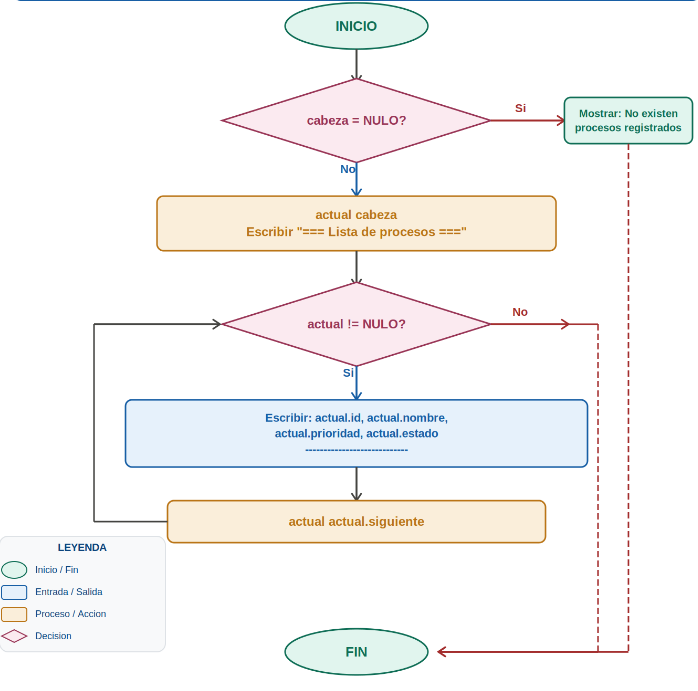 INICIO
cabeza = NULO?
Si
Mostrar: No existen
procesos registrados
No
actual cabeza
Escribir "=== Lista de procesos ==="
actual != NULO?
No
Si
Escribir: actual.id, actual.nombre,
actual.prioridad, actual.estado
----------------------------
actual actual.siguiente
LEYENDA
Inicio / Fin
Entrada / Salida
Proceso / Accion
Decision
FIN